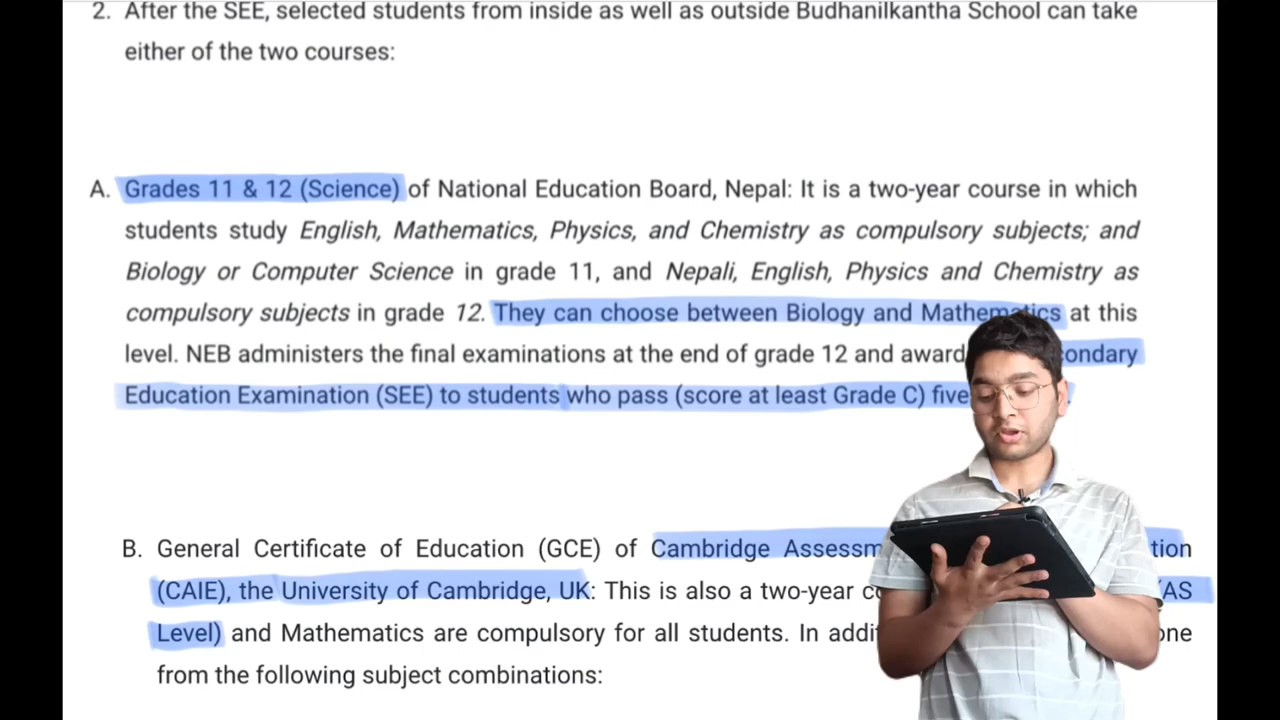 2. After the SEE, selected students from inside as well as outside Budhanilkantha School can take
either of the two courses:
A. Grades 11 & 12 (Science) of National Education Board, Nepal: It is a two-year course in which
students study English, Mathematics, Physics, and Chemistry as compulsory subjects; and
Biology or Computer Science in grade 11, and Nepali, English, Physics and Chemistry as
compulsory subjects in grade 12. They can choose between Biology and Mathematics at this
level. NEB administers the final examinations at the end of grade 12 and award
Education Examination (SEE) to students who pass (score at least Grade C) five
B. General Certificate of Education (GCE) of Cambridge
(CAIE), the University of Cambridge, UK: This is also a two-year (AS
Level) and Mathematics are compulsory for all students. In
from the following subject combinations: